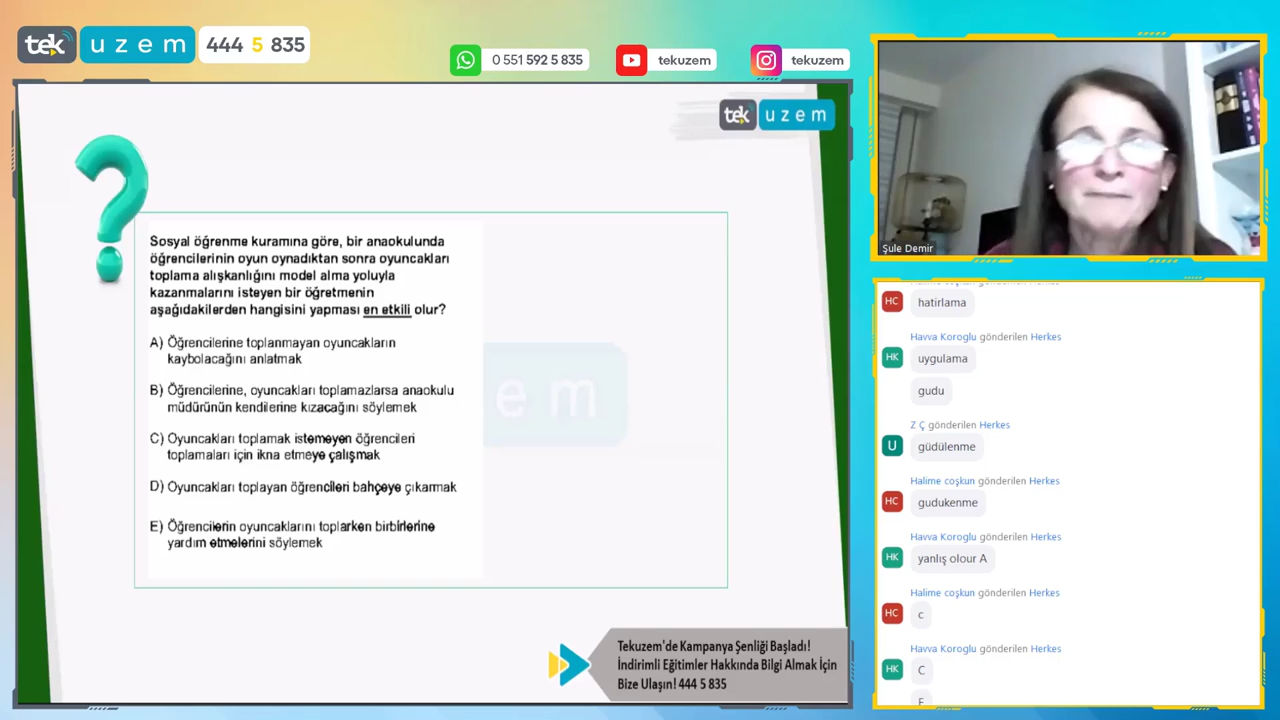 tek uzem 444 5 835
0 551 592 5 835
tekuzem
tekuzem
tek uzem
Sosyal öğrenme kuramına göre, bir anaokulunda
öğrencilerinin oyun oynadıktan sonra oyuncakları
toplama alışkanlığını model alma yoluyla
kazanmalarını isteyen bir öğretmenin
aşağıdakilerden hangisini yapması en etkili olur?
A) Öğrencilerine toplanmayan oyuncakların
kaybolacağını anlatmak
B) Öğrencilerine, oyuncakları toplamazlarsa anaokulu
müdürünün kendilerine kızacağını söylemek
C) Oyuncakları toplamak istemeyen öğrencileri
toplamaları için ikna etmeye çalışmak
D) Oyuncakları toplayan öğrencileri bahçeye çıkarmak
E) Öğrencilerin oyuncaklarını toplarken birbirlerine
yardım etmelerini söylemek
em
Tekuzem'de Kampanya Şenliği Başladı!
İndirimli Eğitimler Hakkında Bilgi Almak İçin
Bize Ulaşın! 444 5 835
Şule Demir
HC hatirlama
Havva Koroglu gönderilen Herkes
HK uygulama
gudu
Z Ç gönderilen Herkes
U güdülenme
Halime coşkun gönderilen Herkes
HC gudukenme
Havva Koroglu gönderilen Herkes
HK yanlış olour A
Halime coşkun gönderilen Herkes
HC c
Havva Koroglu gönderilen Herkes
HK C